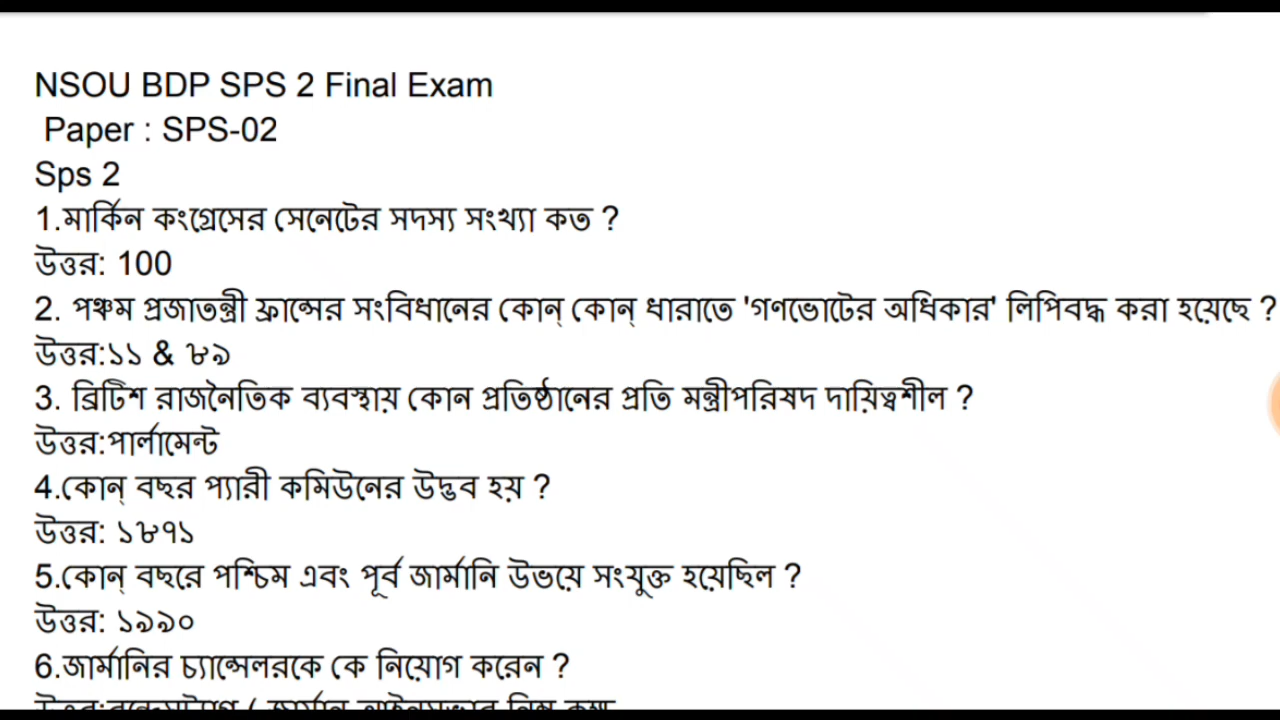 NSOU BDP SPS 2 Final Exam
Paper : SPS-02
Sps 2
1.মার্কিন কংগ্রেসের সেনেটের সদস্য সংখ্যা কত ?
উত্তর: 100
2. পঞ্চম প্রজাতন্ত্রী ফ্রান্সের সংবিধানের কোন্ কোন্ ধারাতে 'গণভোটের অধিকার' লিপিবদ্ধ করা হয়েছে ?
উত্তর:১১ & ৮৯
3. ব্রিটিশ রাজনৈতিক ব্যবস্থায় কোন প্রতিষ্ঠানের প্রতি মন্ত্রীপরিষদ দায়িত্বশীল ?
উত্তর:পার্লামেন্ট
4.কোন্ বছর প্যারী কমিউনের উদ্ভব হয় ?
উত্তর: ১৮৭১
5.কোন্ বছরে পশ্চিম এবং পূর্ব জার্মানি উভয়ে সংযুক্ত হয়েছিল ?
উত্তর: ১৯৯০
6.জার্মানির চ্যান্সেলরকে কে নিয়োগ করেন ?